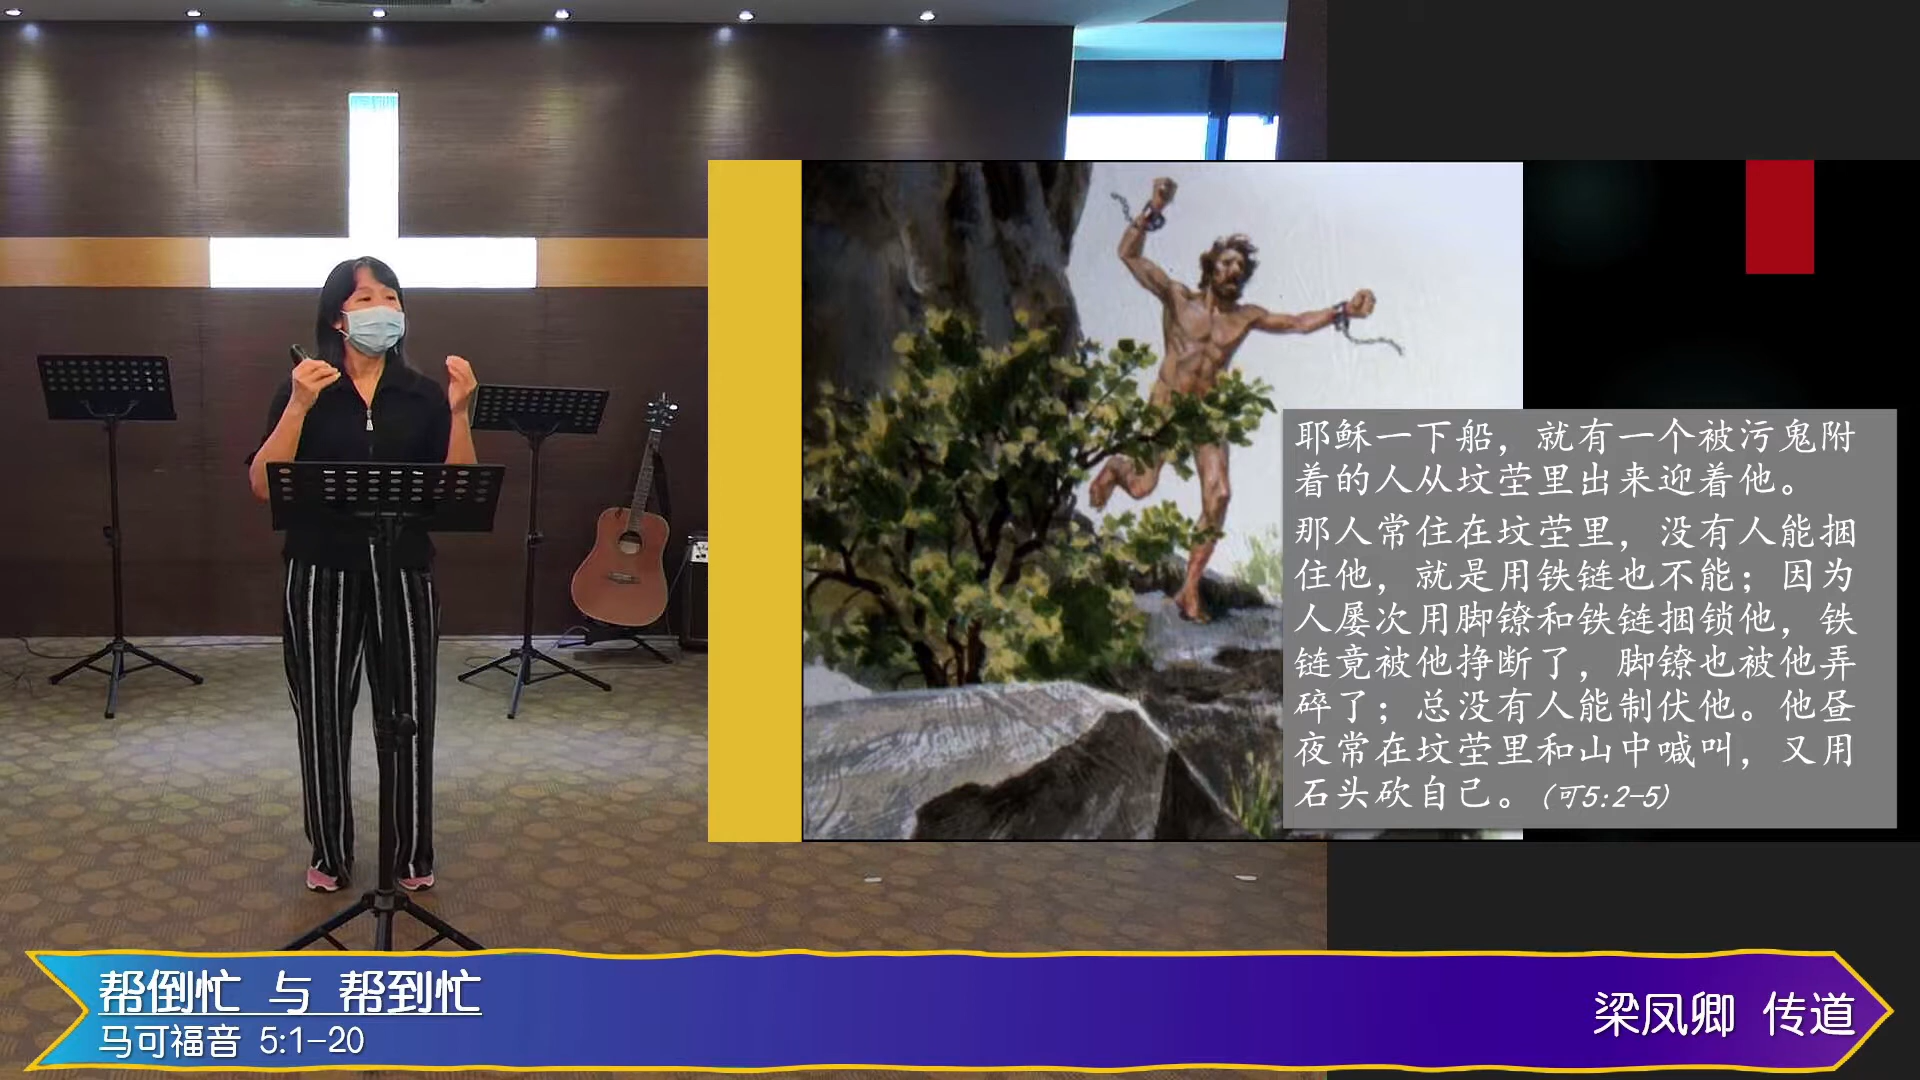 耶稣一下船，就有一个被污鬼附
着的人从坟茔里出来迎着他。
那人常住在坟茔里，没有人能捆
住他，就是用铁链也不能；因为
人屡次用脚镣和铁链捆锁他，铁
链竟被他挣断了，脚镣也被他弄
碎了；总没有人能制伏他。他昼
夜常在坟茔里和山中喊叫，又用
石头砍自己。(可5:2-5)
帮倒忙 与 帮到忙
马可福音 5:1-20
梁凤卿 传道